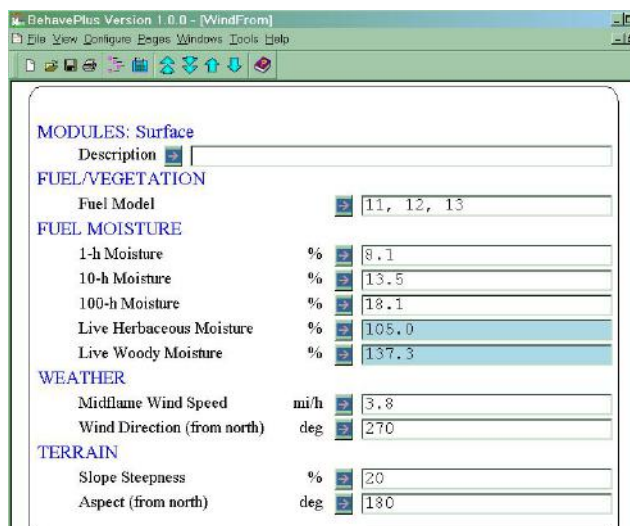 BehavePlus Version 1.0.0 - [WindFrom]
File View Configure Pages Windows Tools Help
MODULES: Surface
Description
FUEL/VEGETATION
Fuel Model 11, 12, 13
FUEL MOISTURE
1-h Moisture % 8.1
10-h Moisture % 13.5
100-h Moisture % 18.1
Live Herbaceous Moisture % 105.0
Live Woody Moisture % 137.3
WEATHER
Midflame Wind Speed mi/h 3.8
Wind Direction (from north) deg 270
TERRAIN
Slope Steepness % 20
Aspect (from north) deg 180